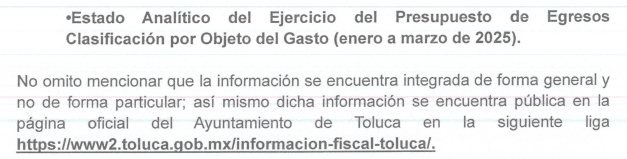 •Estado Analítico del Ejercicio del Presupuesto de Egresos
Clasificación por Objeto del Gasto (enero a marzo de 2025).
No omito mencionar que la información se encuentra integrada de forma general y
no de forma particular; así mismo dicha información se encuentra pública en la
página oficial del Ayuntamiento de Toluca en la siguiente liga
https://www2.toluca.gob.mx/informacion-fiscal-toluca/.